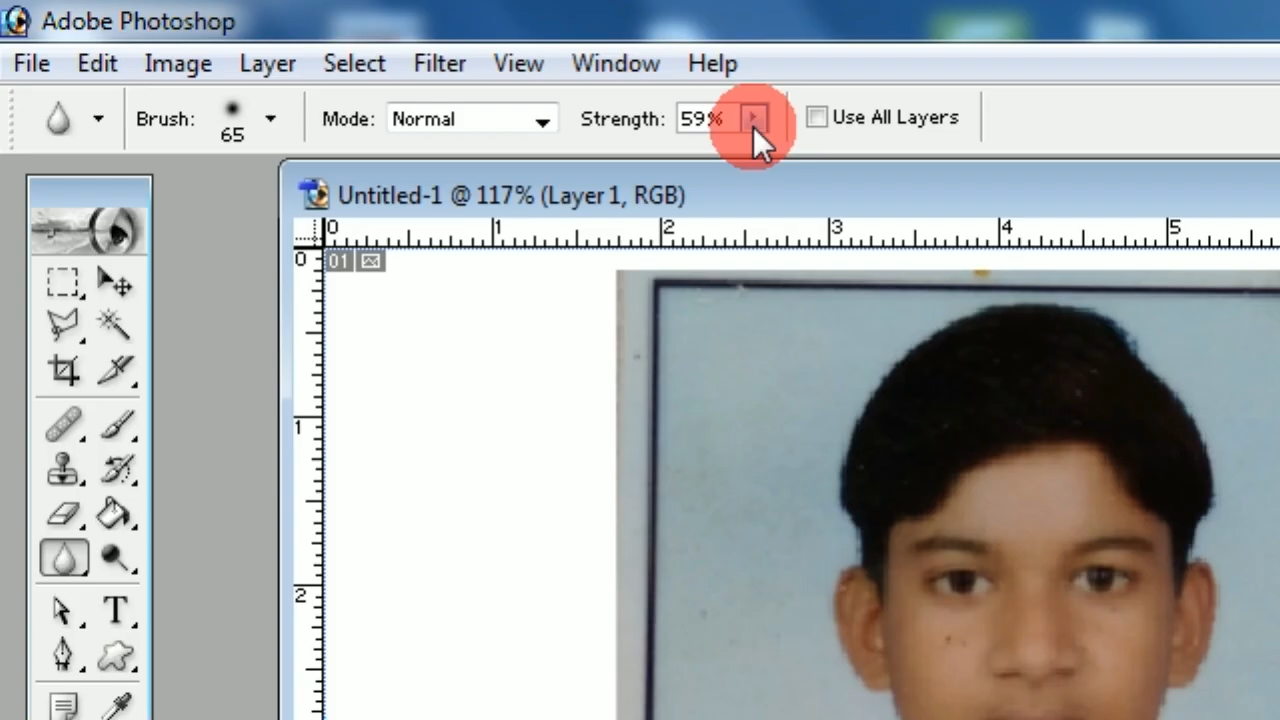 Adobe Photoshop
File Edit Image Layer Select Filter View Window Help
Brush: 65 Mode: Normal Strength: 59% Use All Layers
Untitled-1 @ 117% (Layer 1, RGB)
0 1 2 3 4 5
0
01
1
2
T